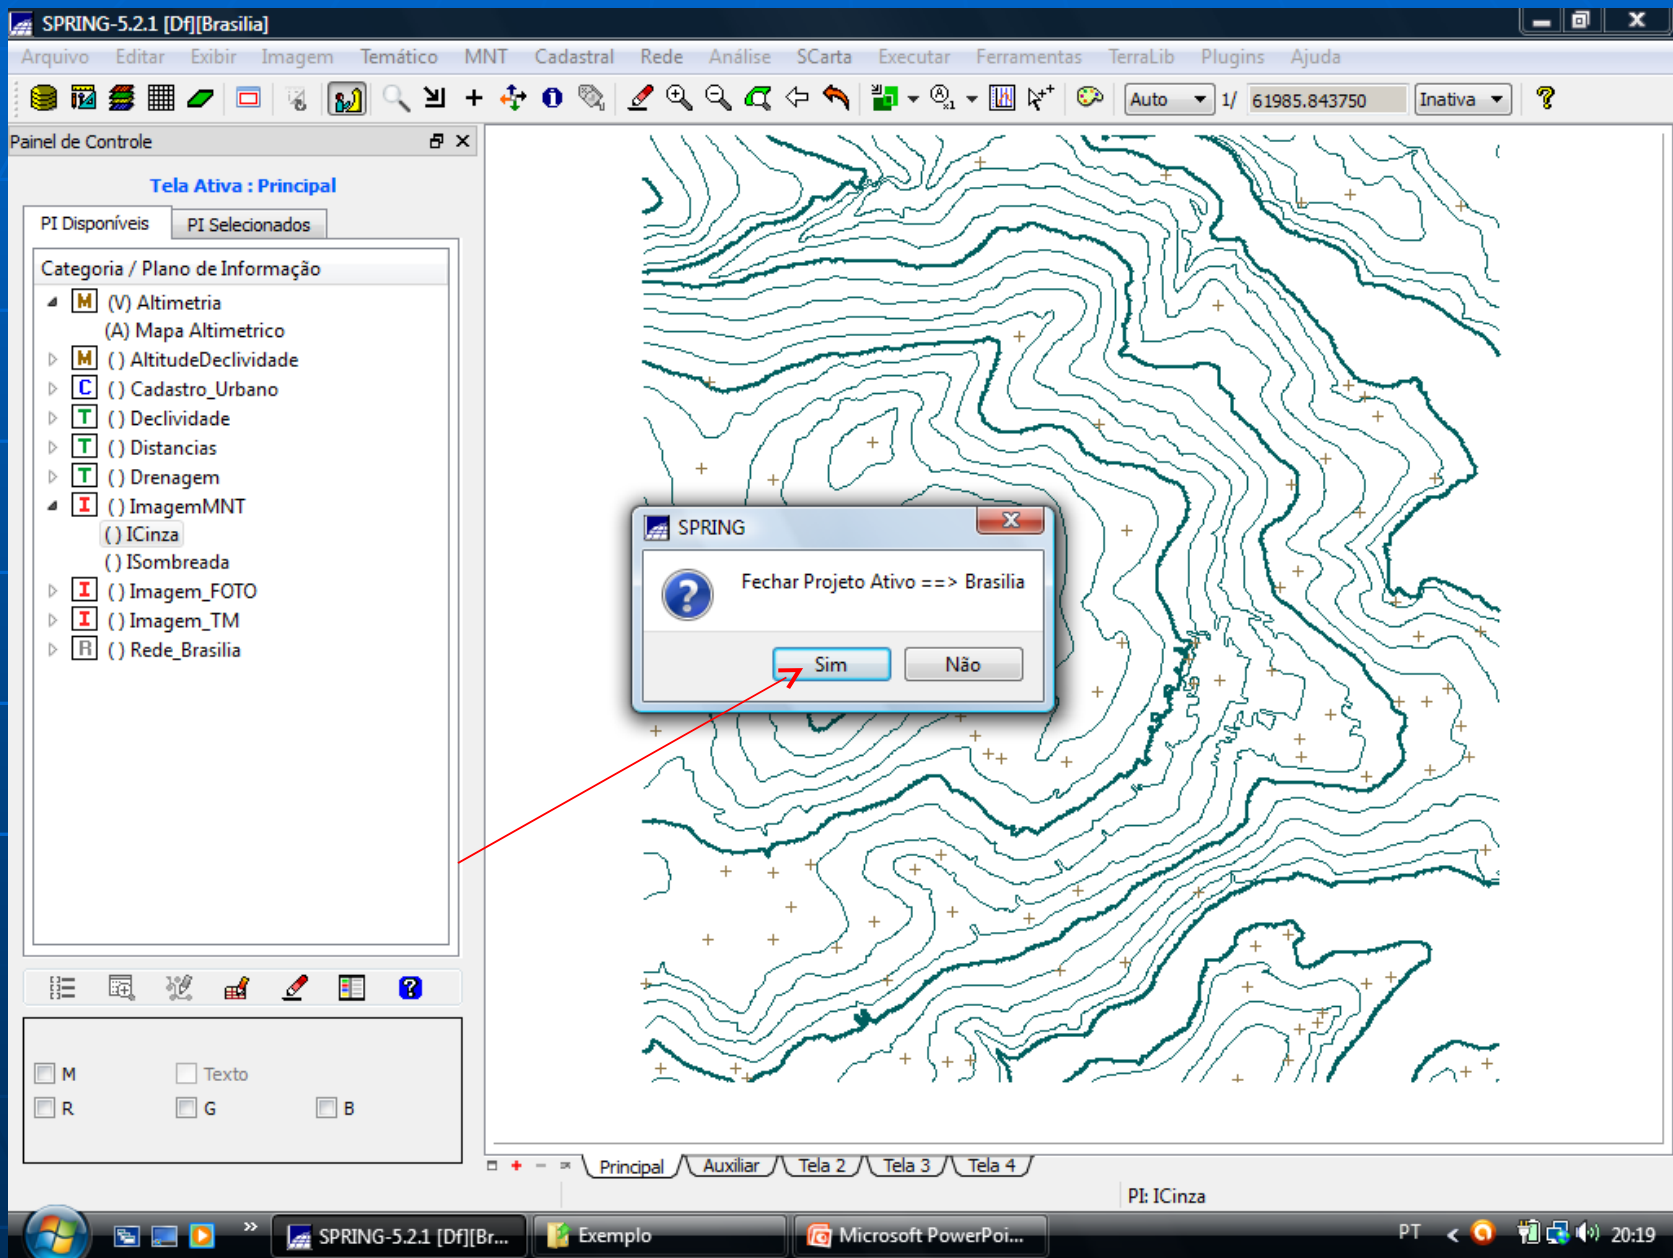 SPRING-5.2.1 [Df][Brasilia]
Arquivo Editar Exibir Imagem Temático MNT Cadastral Rede Análise SCarta Executar Ferramentas TerraLib Plugins Ajuda
Auto 1/ 61985.843750 Inativa
Painel de Controle
Tela Ativa : Principal
PI Disponíveis PI Selecionados
Categoria / Plano de Informação
M (V) Altimetria
(A) Mapa Altimetrico
M ( ) AltitudeDeclividade
C ( ) Cadastro_Urbano
T ( ) Declividade
T ( ) Distancias
T ( ) Drenagem
I ( ) ImagemMNT
( ) ICinza
( ) ISombreada
I ( ) Imagem_FOTO
I ( ) Imagem_TM
R ( ) Rede_Brasilia
SPRING
Fechar Projeto Ativo ==> Brasilia
Sim Não
M Texto
R G B
Principal Auxiliar Tela 2 Tela 3 Tela 4
PI: ICinza
SPRING-5.2.1 [Df][Br... Exemplo Microsoft PowerPoi... PT 20:19